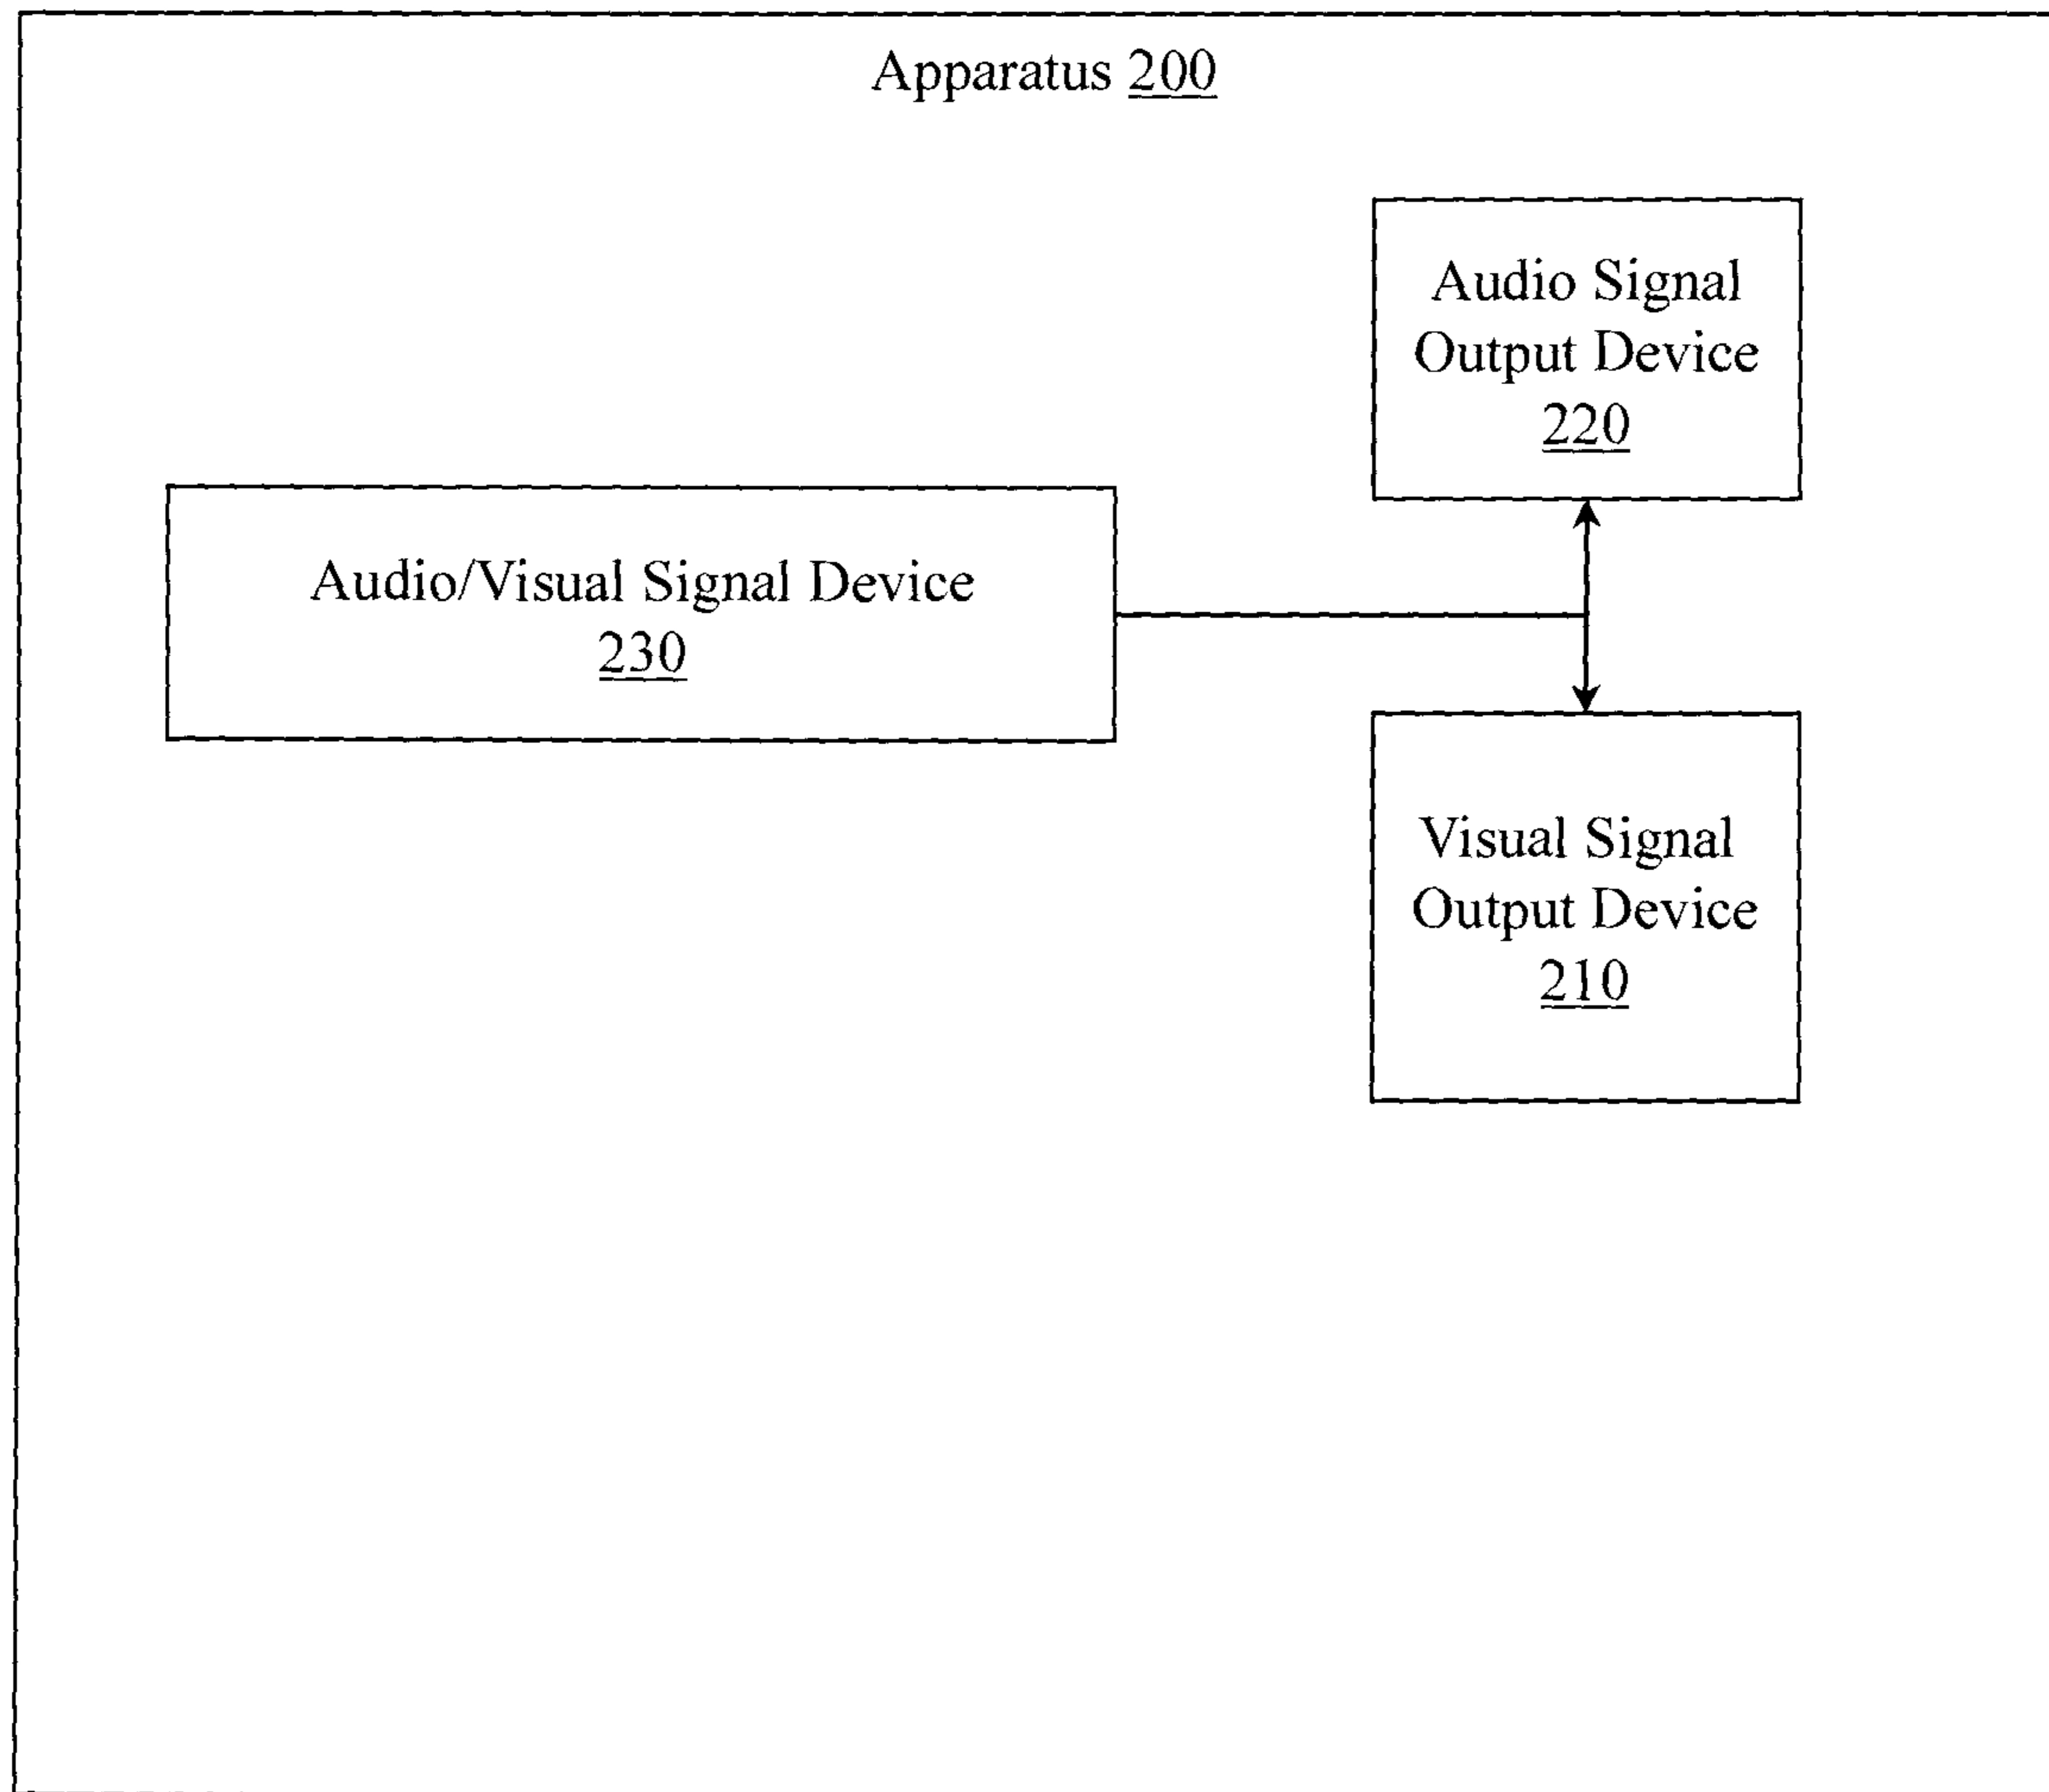 Apparatus 200
Audio Signal
Output Device
220
Audio/Visual Signal Device
230
Visual Signal
Output Device
210